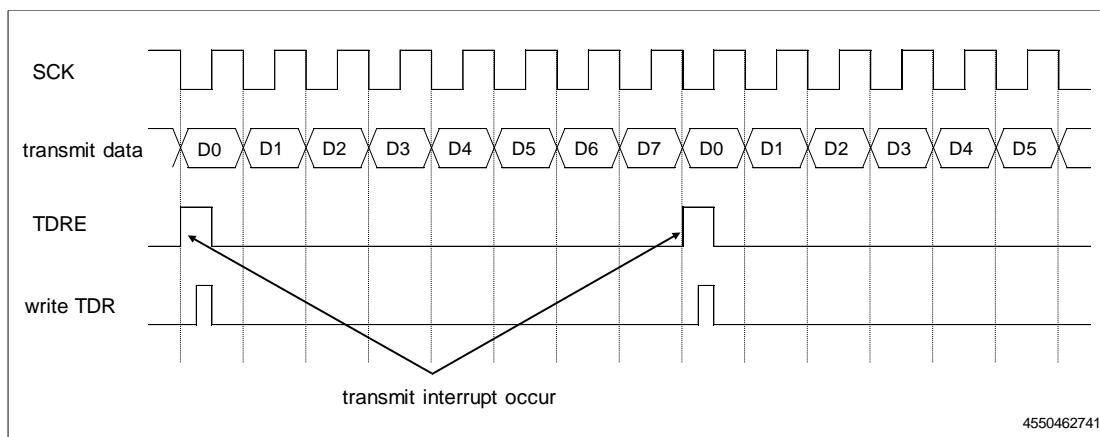 SCK
transmit data D0 D1 D2 D3 D4 D5 D6 D7 D0 D1 D2 D3 D4 D5
TDRE
write TDR
transmit interrupt occur
4550462741